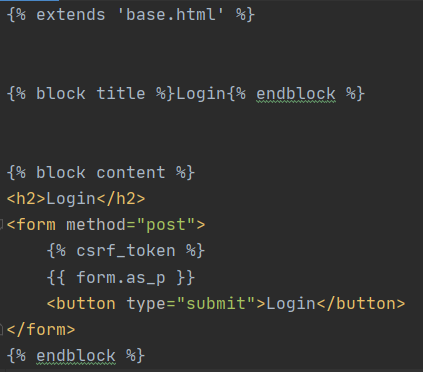 {% extends 'base.html' %}
{% block title %}Login{% endblock %}
{% block content %}
<h2>Login</h2>
<form method="post">
    {% csrf_token %}
    {{ form.as_p }}
    <button type="submit">Login</button>
</form>
{% endblock %}